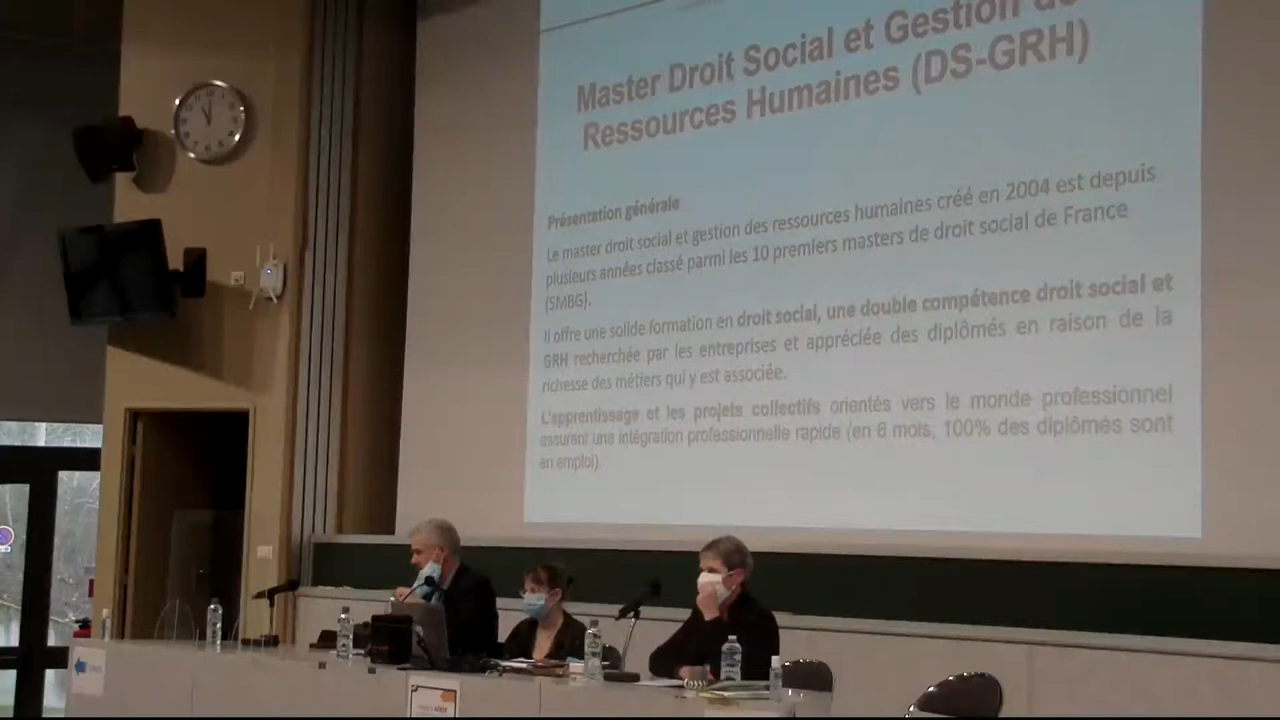 Master Droit Social et Gestion de
Ressources Humaines (DS-GRH)
Présentation générale
Le master droit social et gestion des ressources humaines créé en 2004 est depuis
plusieurs années classé parmi les 10 premiers masters de droit social de France
(SMBG).
Il offre une solide formation en droit social, une double compétence droit social et
GRH recherchée par les entreprises et appréciée des diplômés en raison de la
richesse des métiers qui y est associée.
L'apprentissage et les projets collectifs orientés vers le monde professionnel
assurent une intégration professionnelle rapide (en 6 mois, 100% des diplômés sont
en emploi).